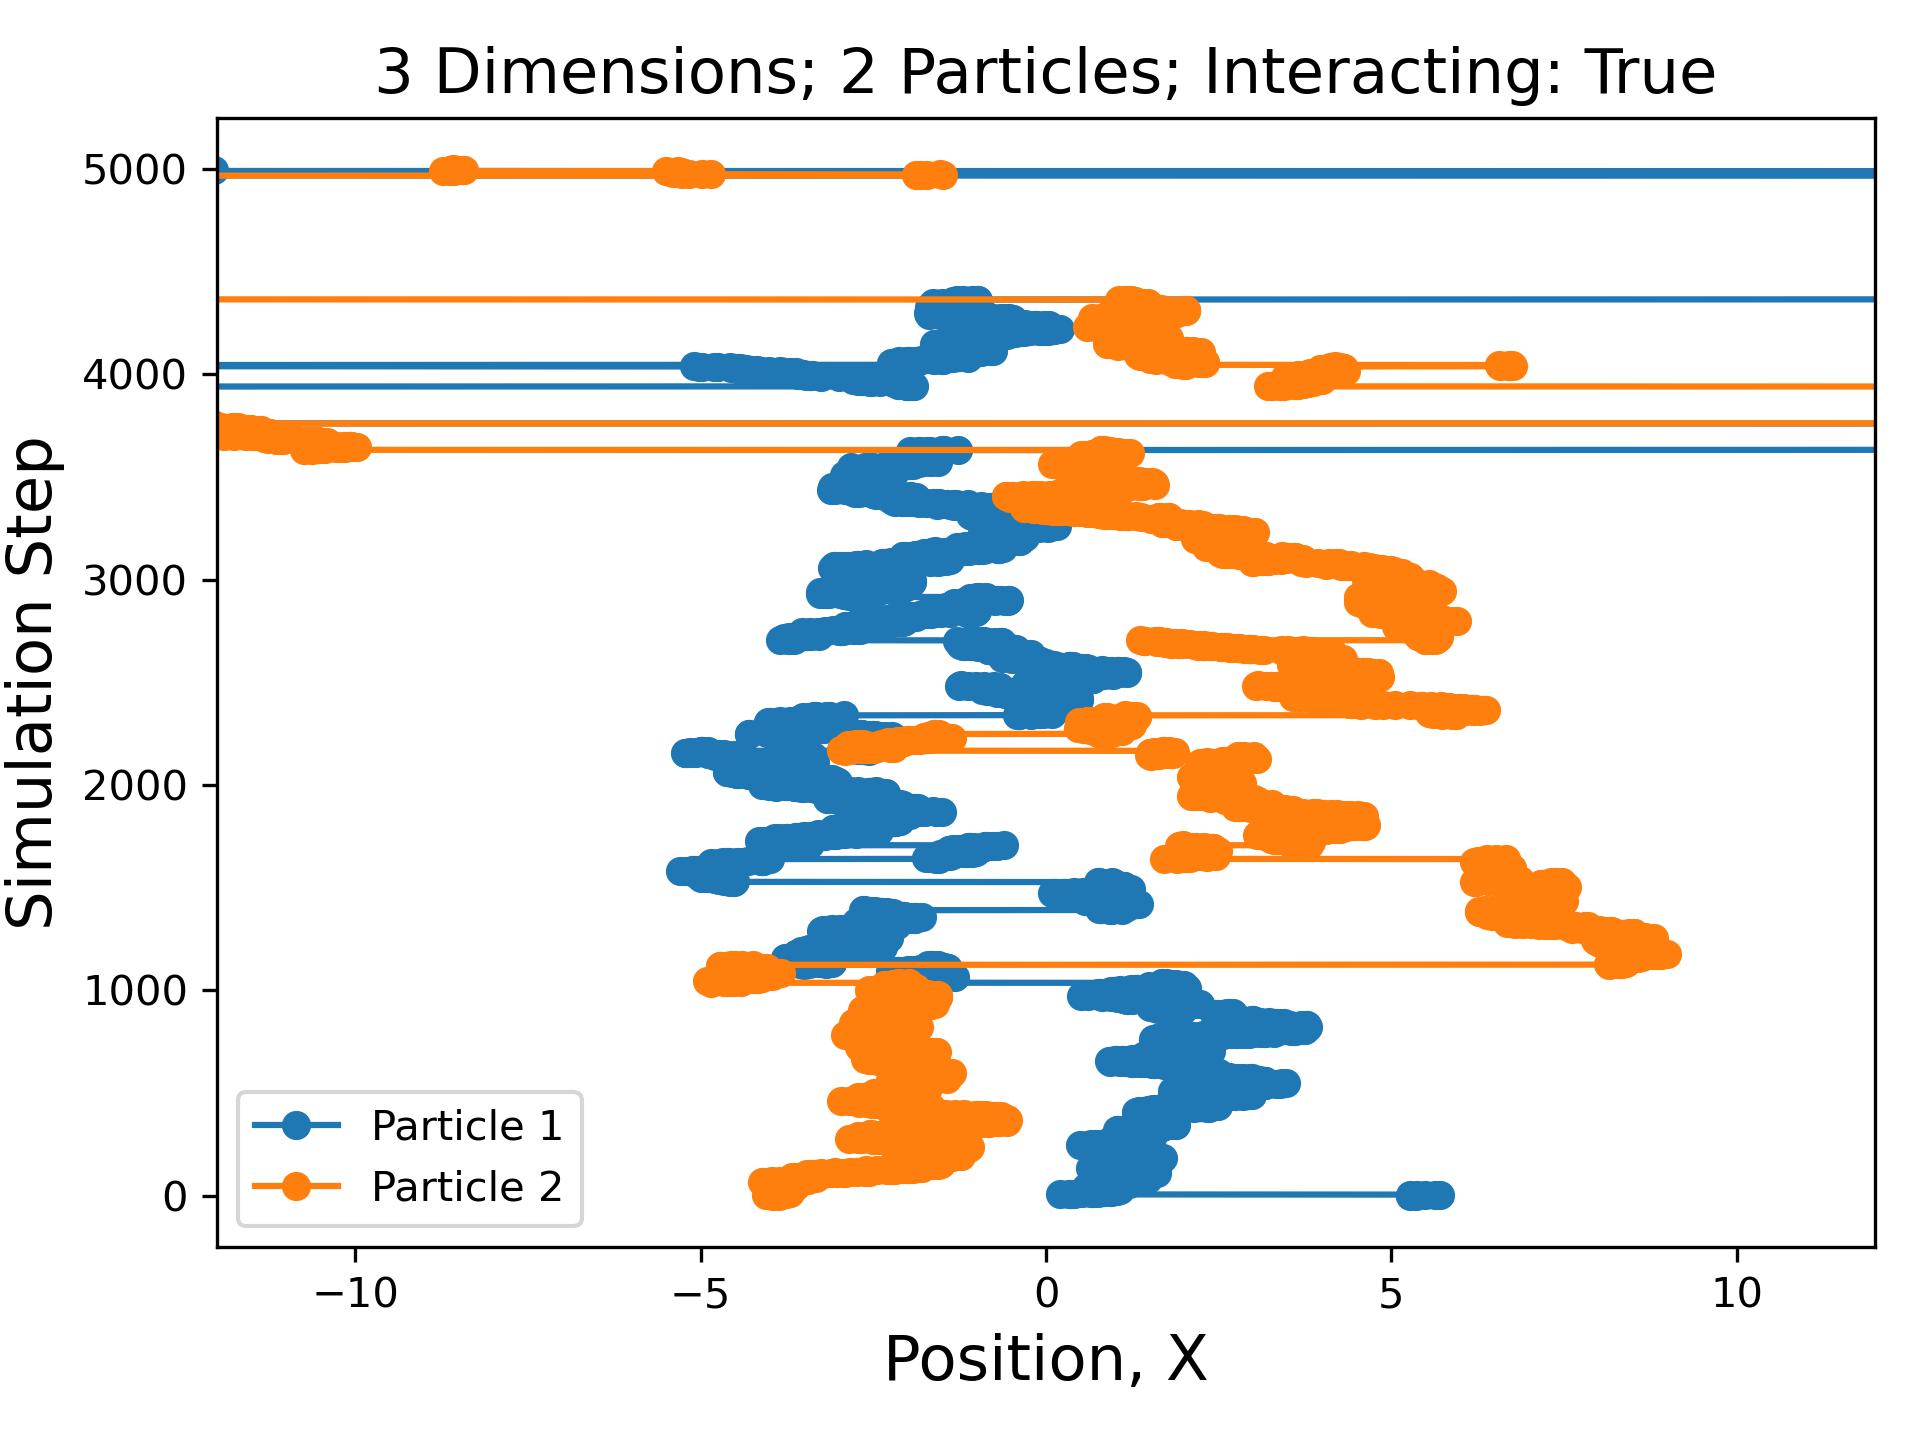 3 Dimensions; 2 Particles; Interacting: True
Simulation Step
5000
4000
3000
2000
1000
0
Particle 1
Particle 2
−10
−5
0
5
10
Position, X